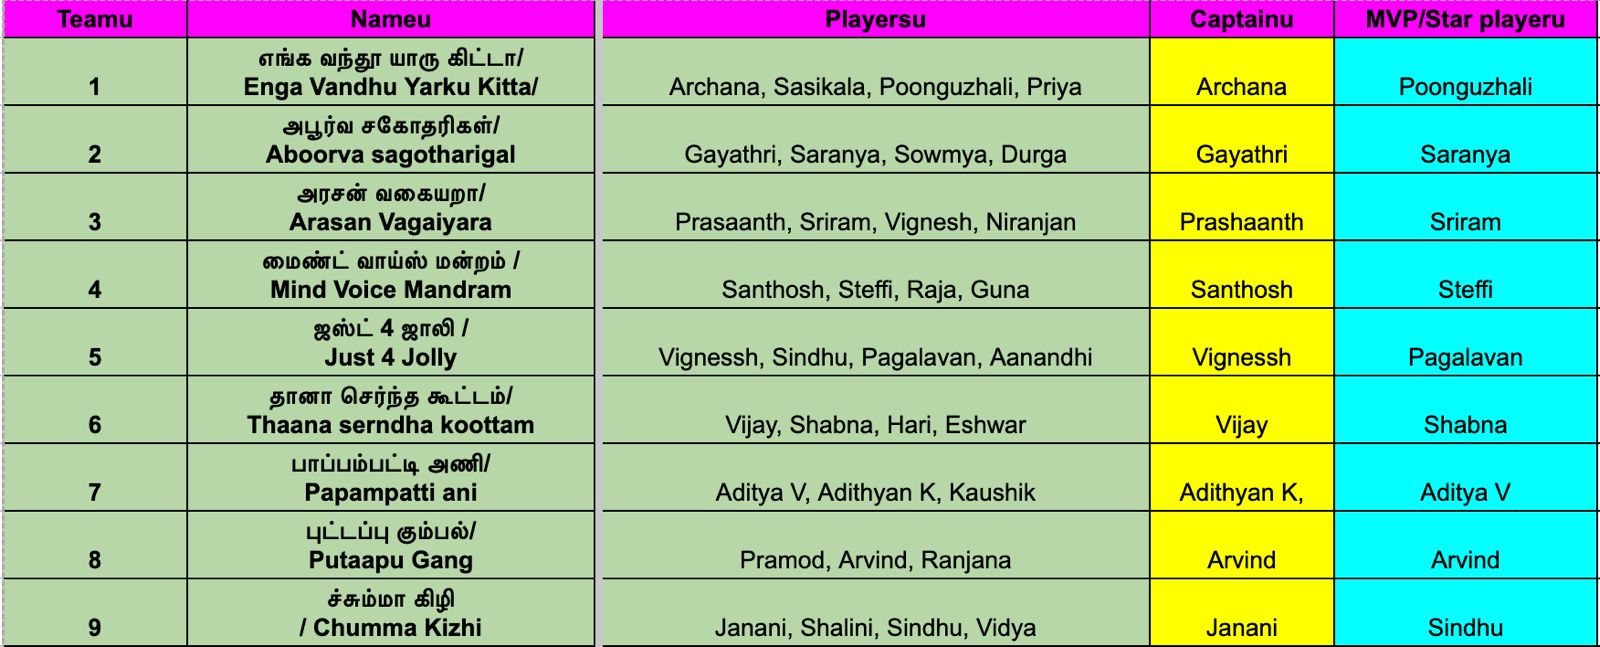 Teamu Nameu Playersu Captainu MVP/Star playeru
எங்க வந்தூ யாரு கிட்டா/
1 Enga Vandhu Yarku Kitta/ Archana, Sasikala, Poonguzhali, Priya Archana Poonguzhali
அபூர்வ சகோதரிகள்/
2 Aboorva sagotharigal Gayathri, Saranya, Sowmya, Durga Gayathri Saranya
அரசன் வகையறா/
3 Arasan Vagaiyara Prasaanth, Sriram, Vignesh, Niranjan Prashaanth Sriram
மைண்ட் வாய்ஸ் மன்றம் /
4 Mind Voice Mandram Santhosh, Steffi, Raja, Guna Santhosh Steffi
ஜஸ்ட் 4 ஜாலி /
5 Just 4 Jolly Vignessh, Sindhu, Pagalavan, Aanandhi Vignessh Pagalavan
தானா செர்ந்த கூட்டம்/
6 Thaana serndha koottam Vijay, Shabna, Hari, Eshwar Vijay Shabna
பாப்பம்பட்டி அணி/
7 Papampatti ani Aditya V, Adithyan K, Kaushik Adithyan K, Aditya V
புட்டப்பு கும்பல்/
8 Putaapu Gang Pramod, Arvind, Ranjana Arvind Arvind
ச்சும்மா கிழி
9 / Chumma Kizhi Janani, Shalini, Sindhu, Vidya Janani Sindhu